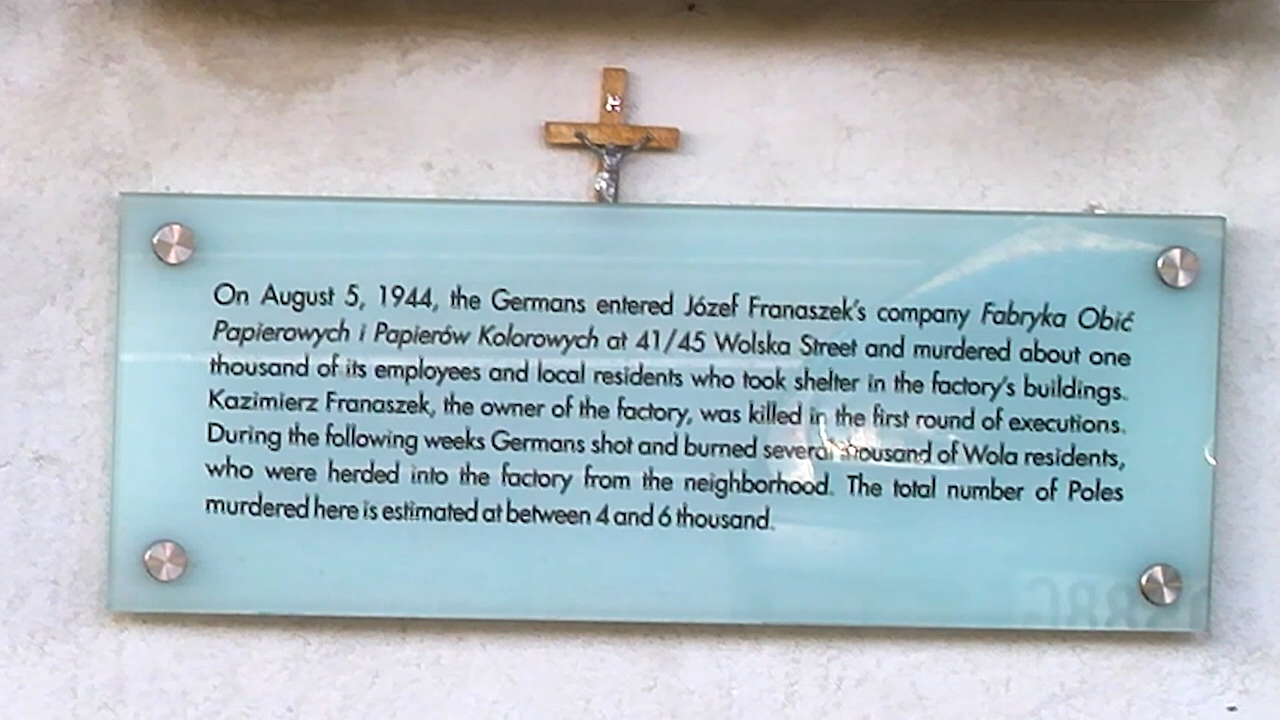 On August 5, 1944, the Germans entered Józef Franaszek's company Fabryka Obić
Papierowych i Papierów Kolorowych at 41/45 Wolska Street and murdered about one
thousand of its employees and local residents who took shelter in the factory's buildings.
Kazimierz Franaszek, the owner of the factory, was killed in the first round of executions.
During the following weeks Germans shot and burned several thousand of Wola residents,
who were herded into the factory from the neighborhood. The total number of Poles
murdered here is estimated at between 4 and 6 thousand.